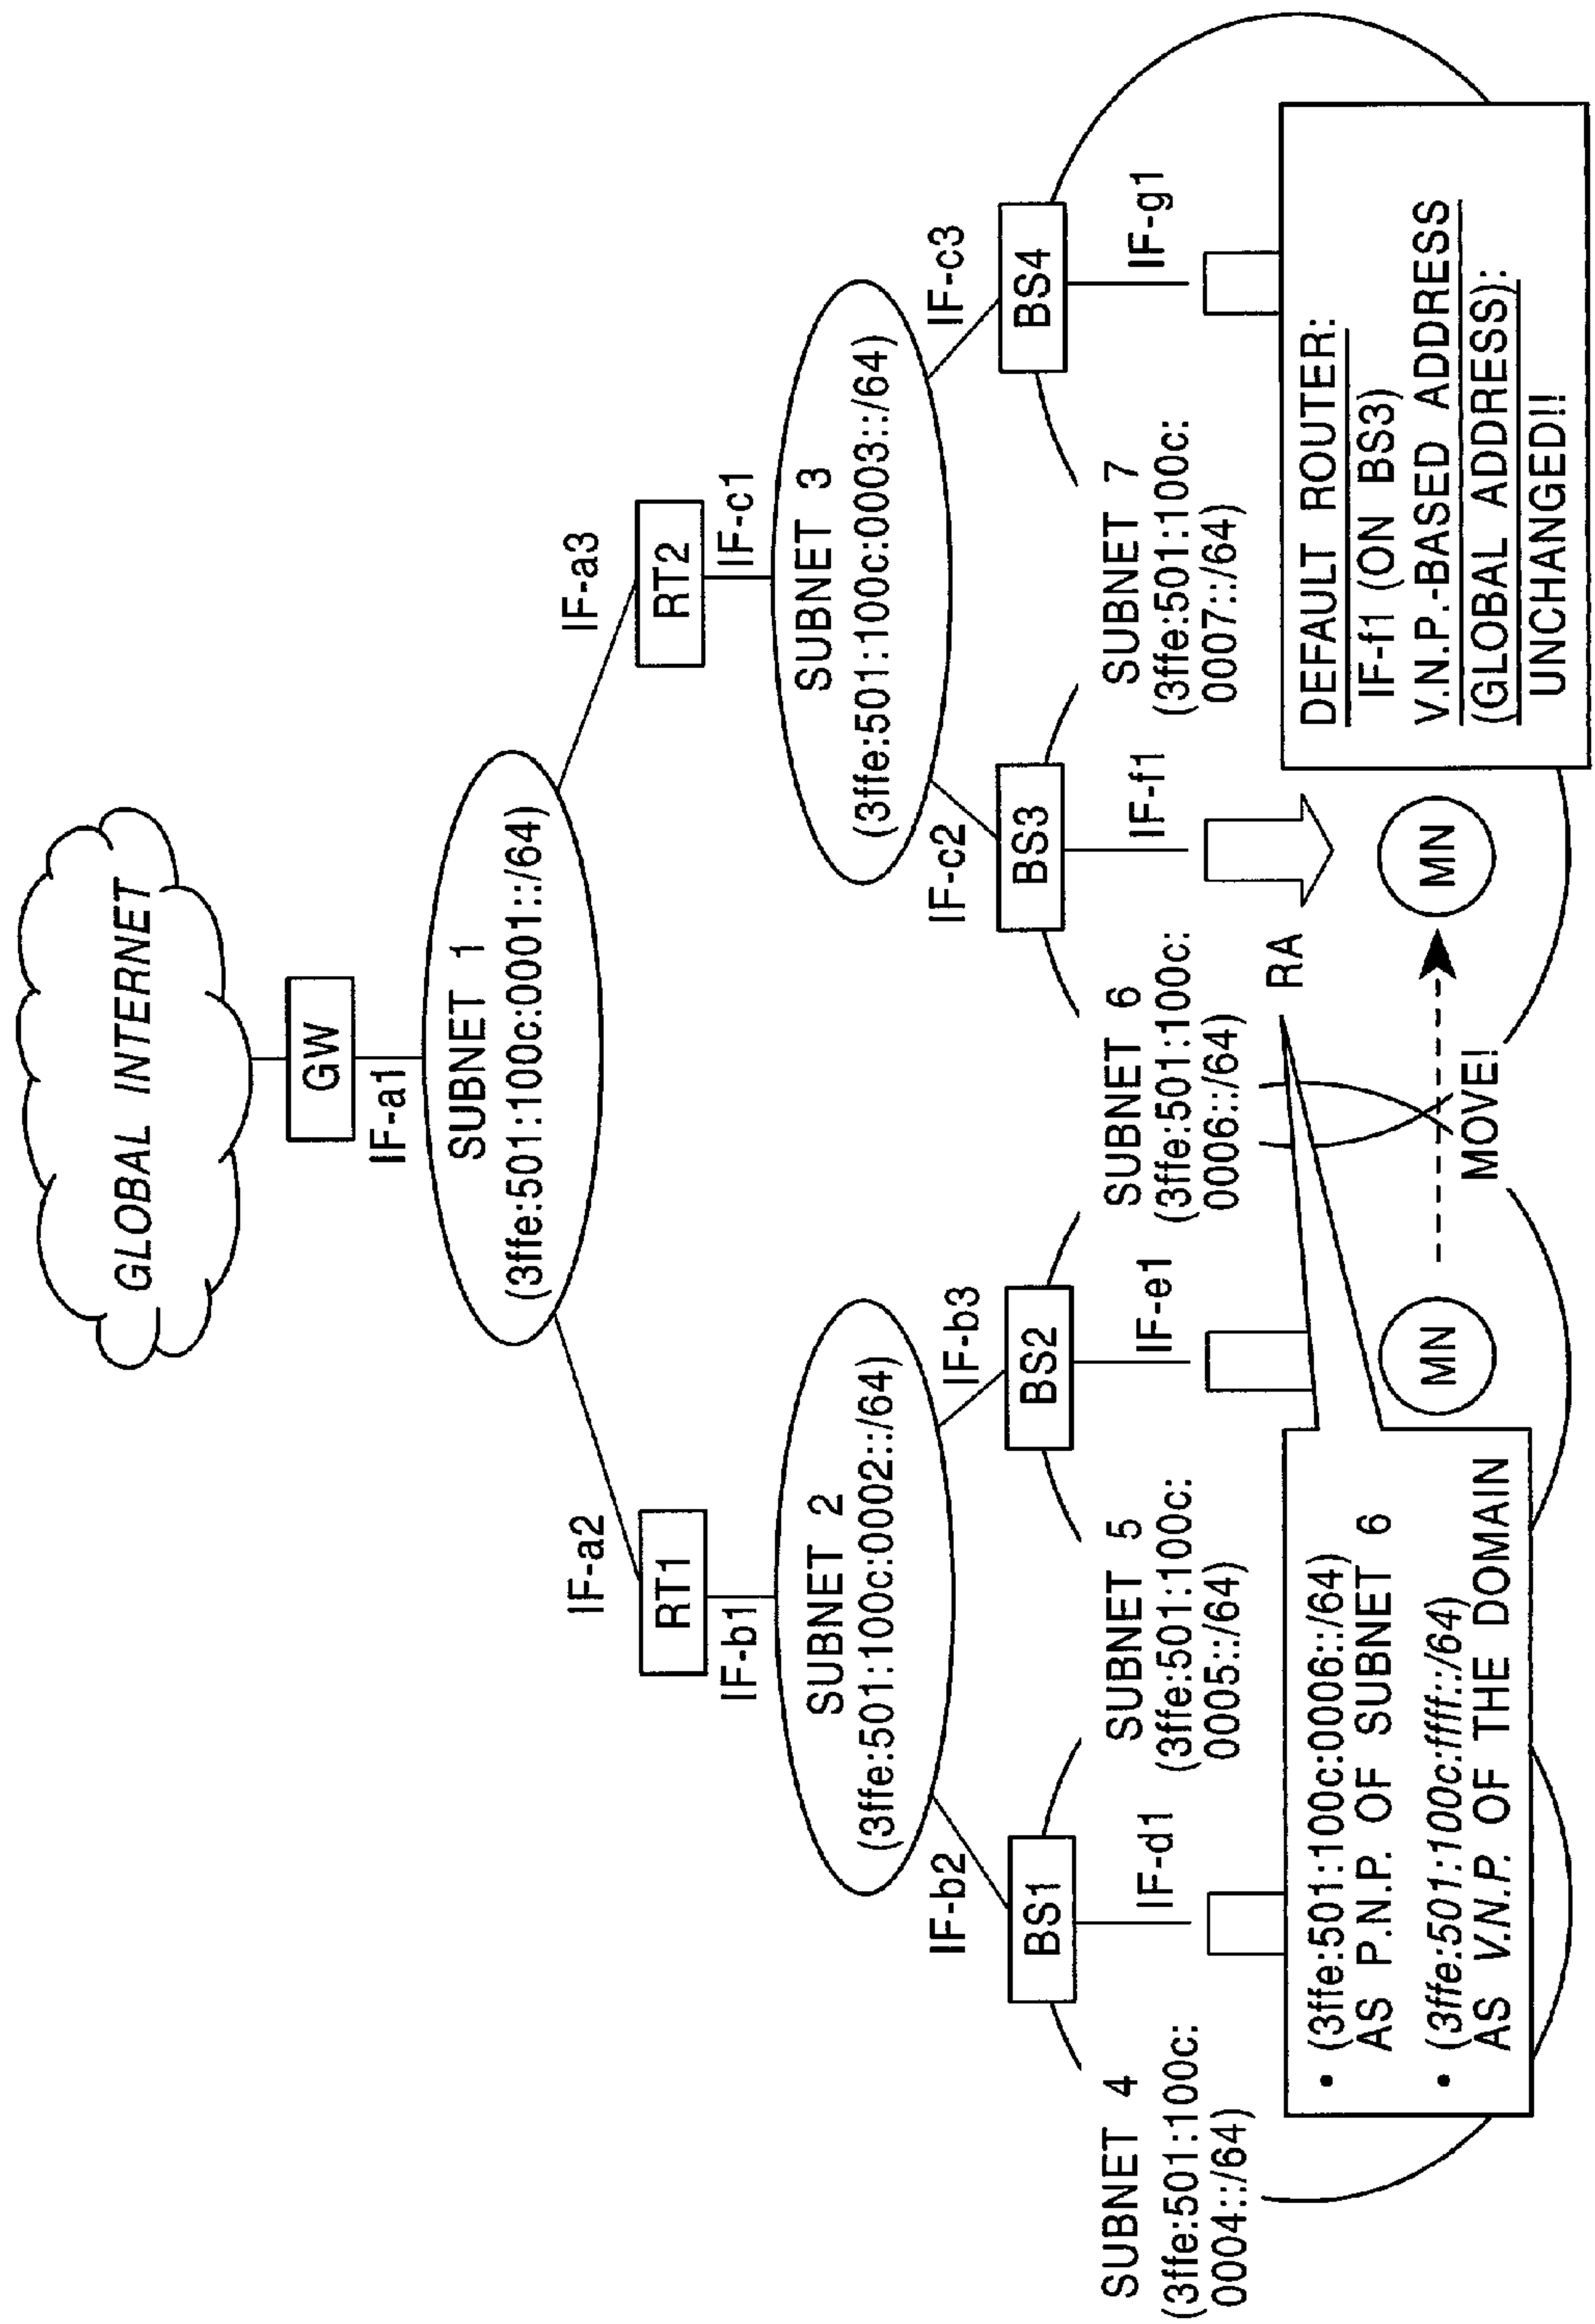 GLOBAL INTERNET
GW
IF-a1
SUBNET 1
(3ffe:501:100c:0001::/64)
IF-a2
IF-a3
RT1
RT2
IF-b1
IF-c1
SUBNET 2
(3ffe:501:100c:0002::/64)
SUBNET 3
(3ffe:501:100c:0003::/64)
IF-b2
IF-b3
IF-c2
IF-c3
BS1
BS2
BS3
BS4
IF-d1
IF-e1
IF-f1
IF-g1
SUBNET 4
(3ffe:501:100c:
0004::/64)
SUBNET 5
(3ffe:501:100c:
0005::/64)
SUBNET 6
(3ffe:501:100c:
0006::/64)
SUBNET 7
(3ffe:501:100c:
0007::/64)
RA
• (3ffe:501:100c:0006::/64)
AS P.N.P. OF SUBNET 6
• (3ffe:501:100c:ffff::/64)
AS V.N.P. OF THE DOMAIN
MN
MOVE!
MN
DEFAULT ROUTER:
IF-f1 (ON BS3)
V.N.P.-BASED ADDRESS
(GLOBAL ADDRESS):
UNCHANGED!!